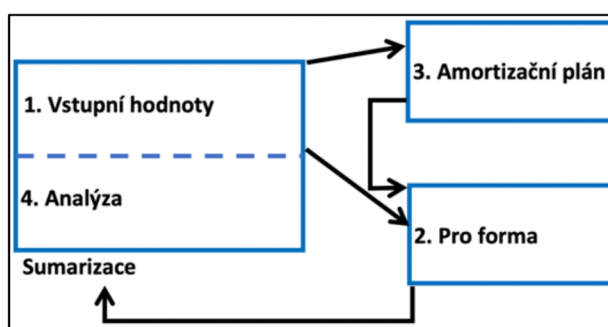 1. Vstupní hodnoty
4. Analýza
Sumarizace
3. Amortizační plán
2. Pro forma